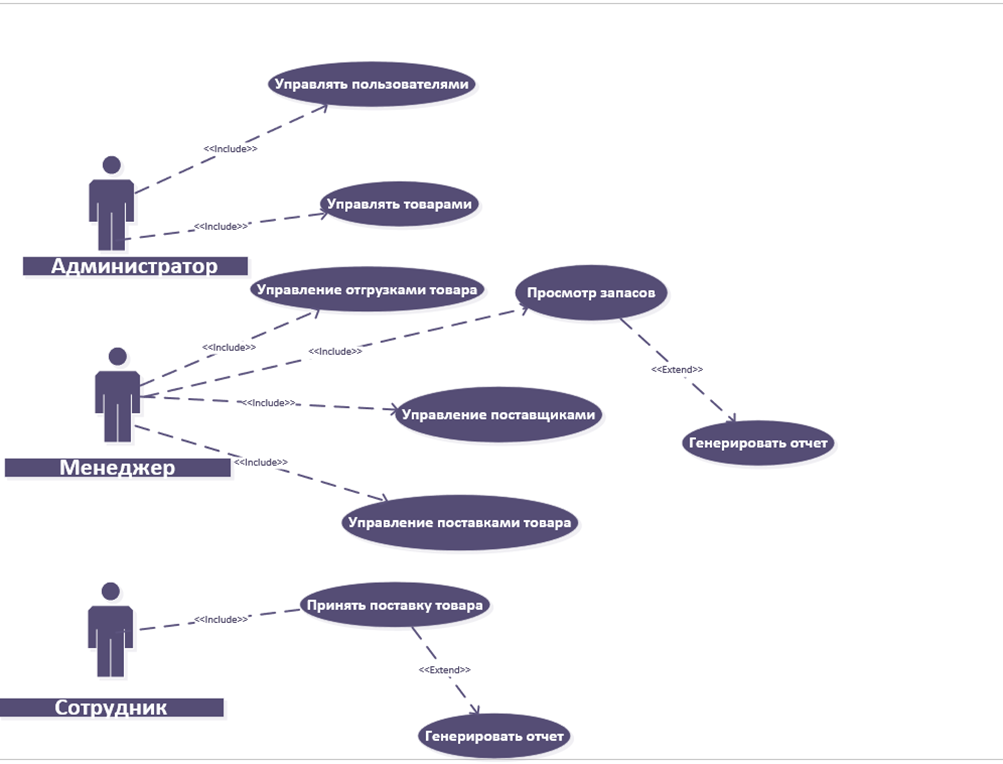 Управлять пользователями
<<Include>>
Управлять товарами
<<Include>>
Администратор
Управление отгрузками товара
Просмотр запасов
<<Include>>
<<Include>>
<<Extend>>
<<Include>>
Управление поставщиками
Генерировать отчет
Менеджер
<<Include>>
Управление поставками товара
Принять поставку товара
<<Include>>
<<Extend>>
Сотрудник
Генерировать отчет